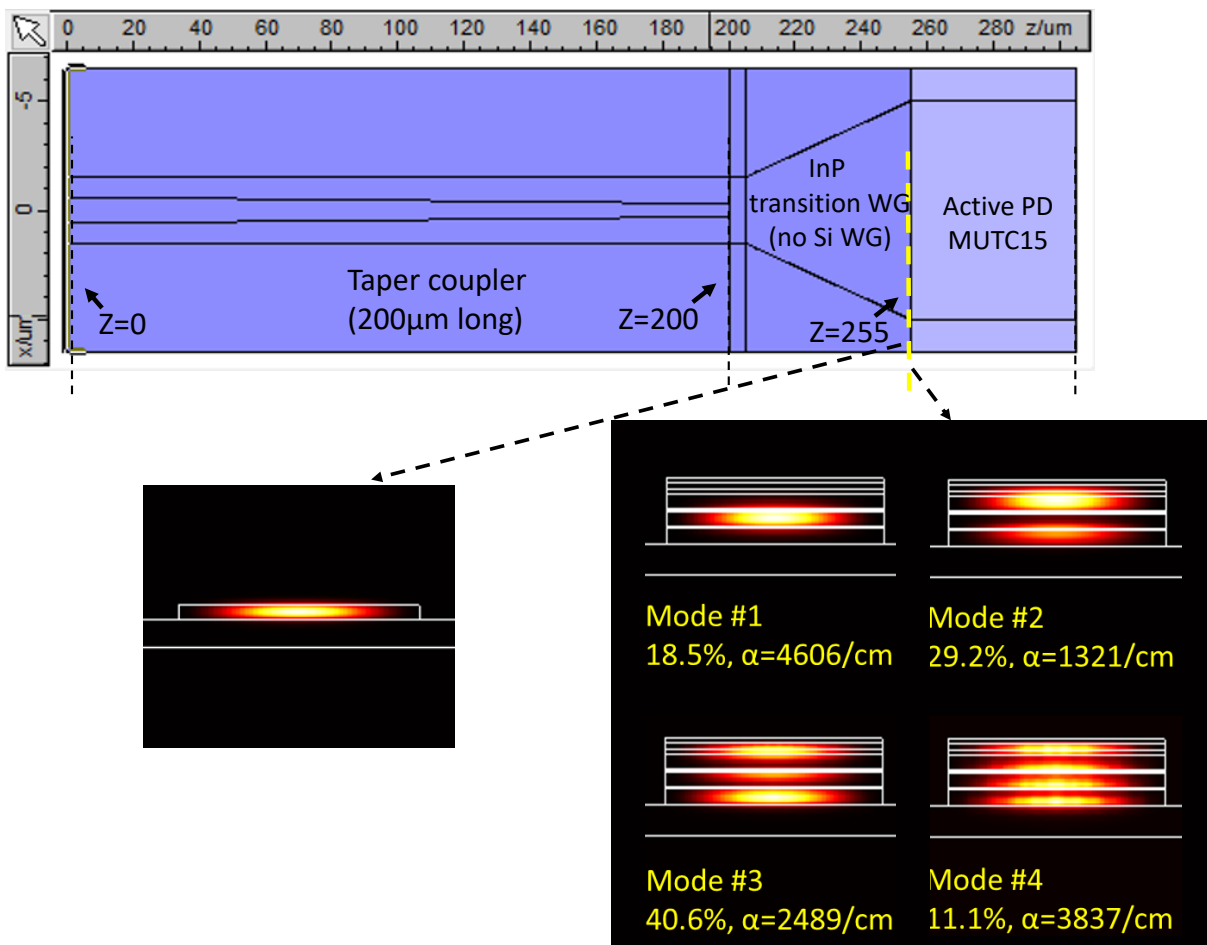 0 20 40 60 80 100 120 140 160 180 200 220 240 260 280 z/um
-5
0
x/um
InP
transition WG
(no Si WG)
Active PD
MUTC15
Taper coupler
(200μm long)
Z=0
Z=200
Z=255
Mode #1
18.5%, α=4606/cm
Mode #2
29.2%, α=1321/cm
Mode #3
40.6%, α=2489/cm
Mode #4
11.1%, α=3837/cm